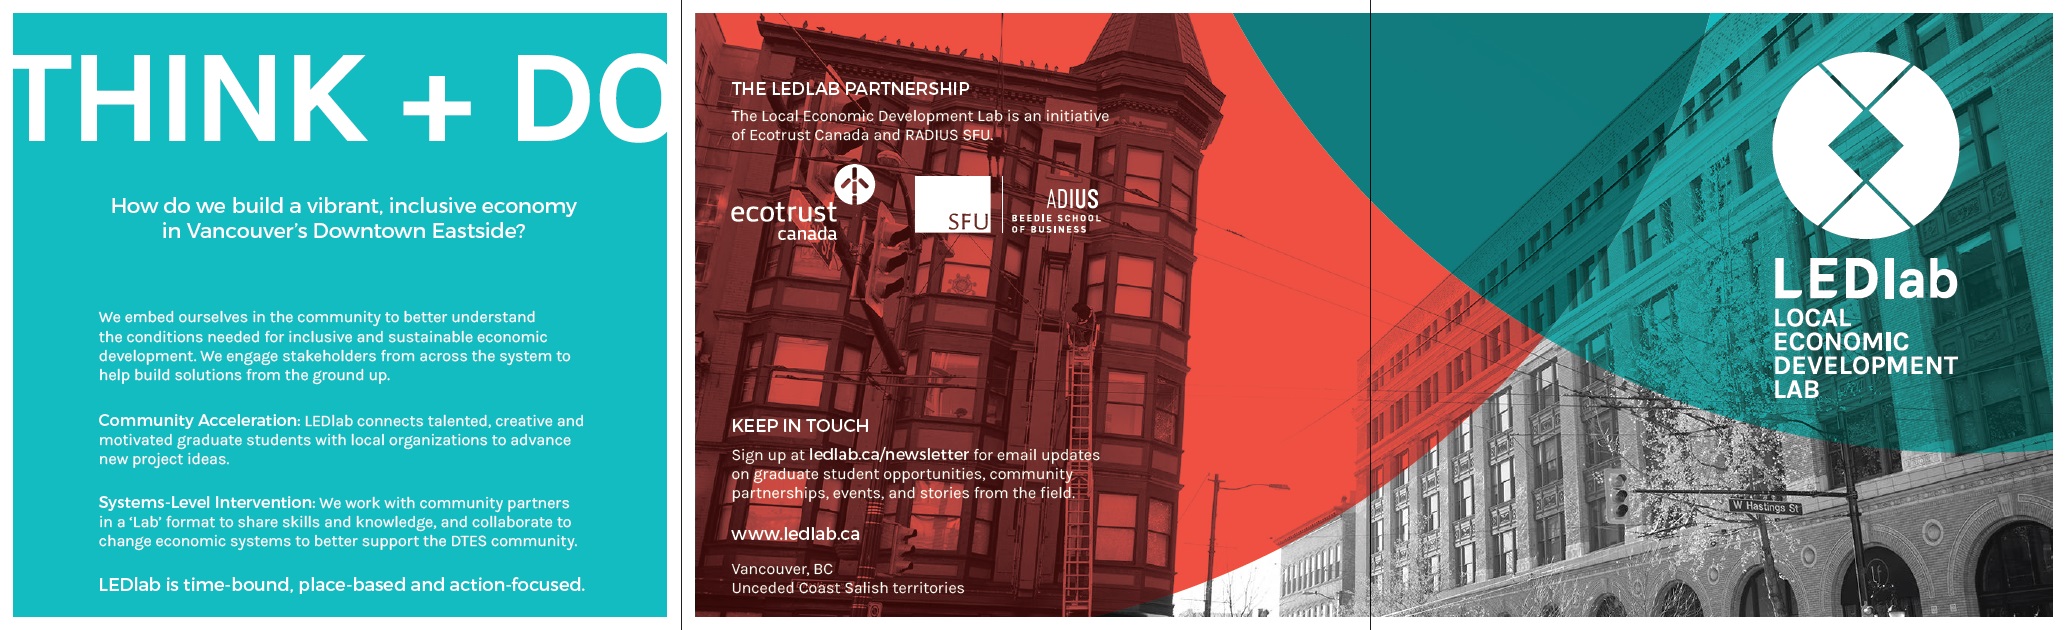 THINK + DO
How do we build a vibrant, inclusive economy
in Vancouver's Downtown Eastside?
We embed ourselves in the community to better understand
the conditions needed for inclusive and sustainable economic
development. We engage stakeholders from across the system to
help build solutions from the ground up.
Community Acceleration: LEDlab connects talented, creative and
motivated graduate students with local organizations to advance
new project ideas.
Systems-Level Intervention: We work with community partners
in a ‘Lab’ format to share skills and knowledge, and collaborate to
change economic systems to better support the DTES community.
LEDlab is time-bound, place-based and action-focused.
THE LEDLAB PARTNERSHIP
The Local Economic Development Lab is an initiative
of Ecotrust Canada and RADIUS SFU.
ecotrust
canada
SFU
ADIUS
BEEDIE SCHOOL
OF BUSINESS
KEEP IN TOUCH
Sign up at ledlab.ca/newsletter for email updates
on graduate student opportunities, community
partnerships, events, and stories from the field.
www.ledlab.ca
Vancouver, BC
Unceded Coast Salish territories
LEDlab
LOCAL
ECONOMIC
DEVELOPMENT
LAB
W Hastings St